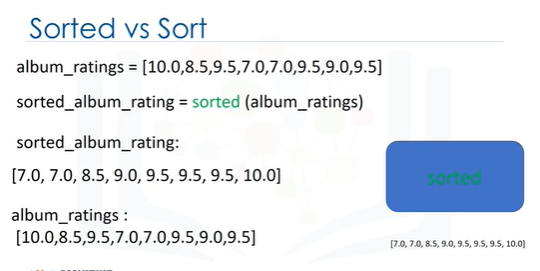 Sorted vs Sort
album_ratings = [10.0,8.5,9.5,7.0,7.0,9.5,9.0,9.5]
sorted_album_rating = sorted (album_ratings)
sorted_album_rating:
[7.0, 7.0, 8.5, 9.0, 9.5, 9.5, 9.5, 10.0]
sorted
album_ratings :
[10.0,8.5,9.5,7.0,7.0,9.5,9.0,9.5]
[7.0, 7.0, 8.5, 9.0, 9.5, 9.5, 9.5, 10.0]